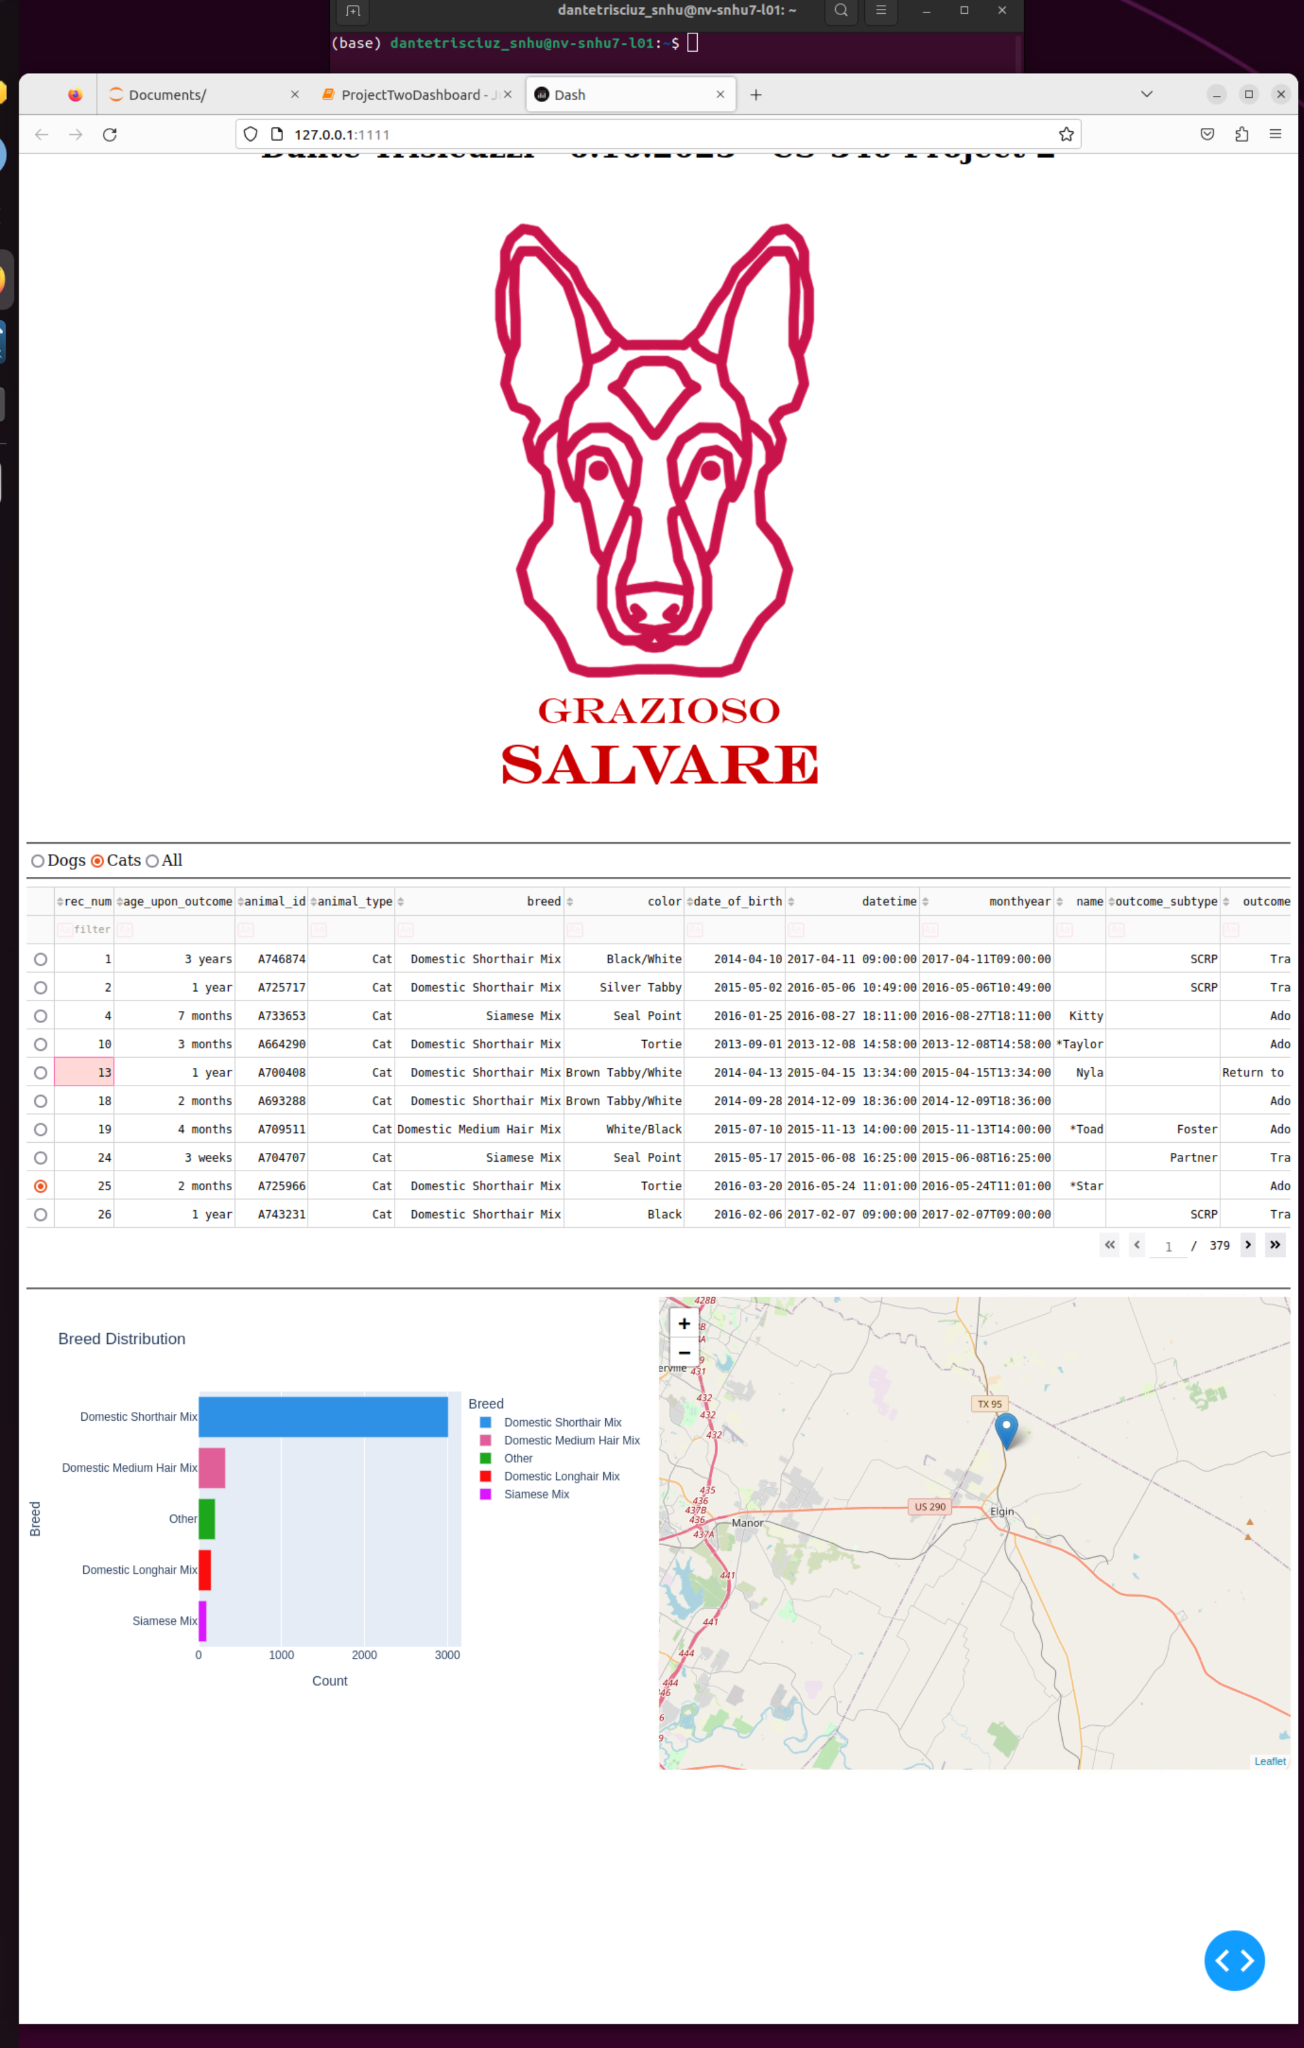 dantetrisciuz_snhu@nv-snhu7-l01: ~
(base) dantetrisciuz_snhu@nv-snhu7-l01:~$
Documents/
ProjectTwoDashboard - J
Dash
127.0.0.1:1111
GRAZIOSO
SALVARE
Dogs Cats All
rec_num age_upon_outcome animal_id animal_type breed color date_of_birth datetime monthyear name outcome_subtype outcome
filter
1 3 years A746874 Cat Domestic Shorthair Mix Black/White 2014-04-10 2017-04-11 09:00:00 2017-04-11T09:00:00 SCRP Tra
2 1 year A725717 Cat Domestic Shorthair Mix Silver Tabby 2015-05-02 2016-05-06 10:49:00 2016-05-06T10:49:00 SCRP Tra
4 7 months A733653 Cat Siamese Mix Seal Point 2016-01-25 2016-08-27 18:11:00 2016-08-27T18:11:00 Kitty Ado
10 3 months A664290 Cat Domestic Shorthair Mix Tortie 2013-09-01 2013-12-08 14:58:00 2013-12-08T14:58:00 *Taylor Ado
13 1 year A700408 Cat Domestic Shorthair Mix Brown Tabby/White 2014-04-13 2015-04-15 13:34:00 2015-04-15T13:34:00 Nyla Return to
18 2 months A693288 Cat Domestic Shorthair Mix Brown Tabby/White 2014-09-28 2014-12-09 18:36:00 2014-12-09T18:36:00 Ado
19 4 months A709511 Cat Domestic Medium Hair Mix White/Black 2015-07-10 2015-11-13 14:00:00 2015-11-13T14:00:00 *Toad Foster Ado
24 3 weeks A704707 Cat Siamese Mix Seal Point 2015-05-17 2015-06-08 16:25:00 2015-06-08T16:25:00 Partner Tra
25 2 months A725966 Cat Domestic Shorthair Mix Tortie 2016-03-20 2016-05-24 11:01:00 2016-05-24T11:01:00 *Star Ado
26 1 year A743231 Cat Domestic Shorthair Mix Black 2016-02-06 2017-02-07 09:00:00 2017-02-07T09:00:00 SCRP Tra
1 / 379
Breed Distribution
Domestic Shorthair Mix
Domestic Medium Hair Mix
Other
Domestic Longhair Mix
Siamese Mix
Breed
0 1000 2000 3000
Count
Breed
Domestic Shorthair Mix
Domestic Medium Hair Mix
Other
Domestic Longhair Mix
Siamese Mix
+
−
428B
erville
431
432
432
432
TX 95
435
436
437B
436
437A
US 290
Elgin
Manor
441
441
444
444
Leaflet